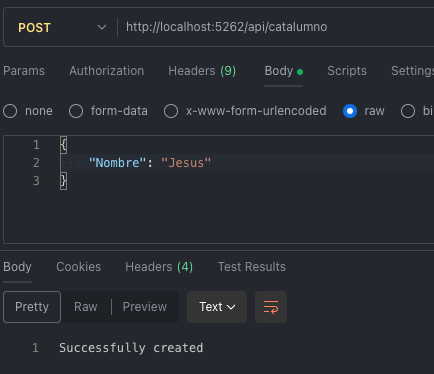 POST http://localhost:5262/api/catalumno
Params Authorization Headers (9) Body Scripts Settings
none form-data x-www-form-urlencoded raw bi
1 {
2 "Nombre": "Jesus"
3 }
Body Cookies Headers (4) Test Results
Pretty Raw Preview Text
1 Successfully created